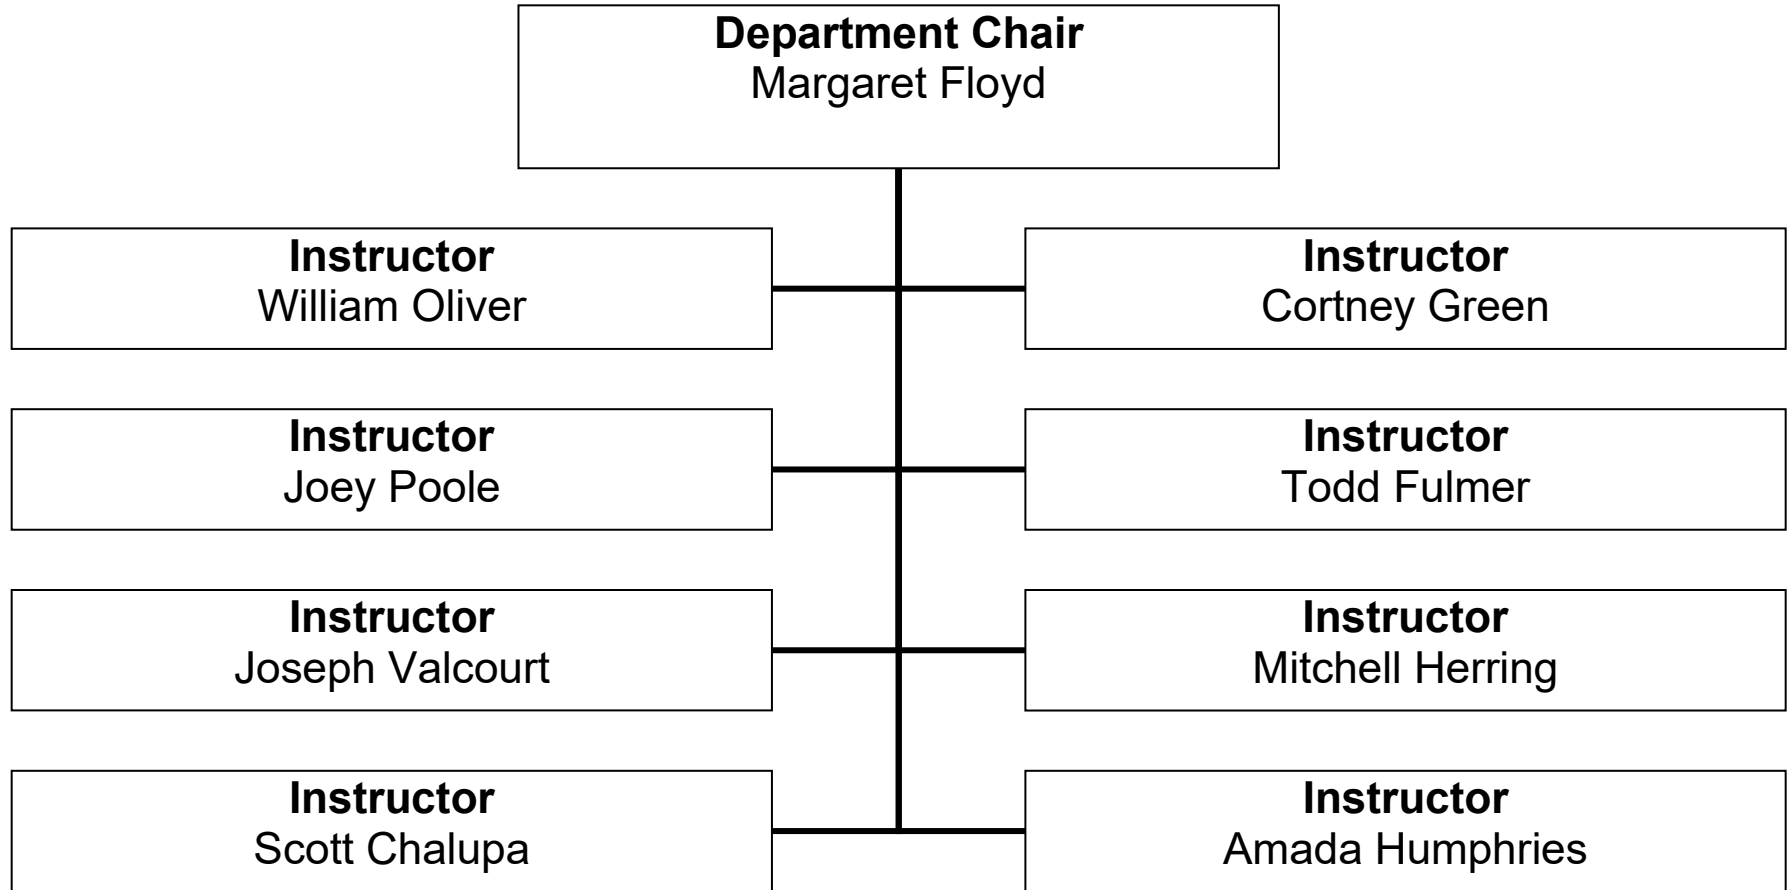 Department Chair
Margaret Floyd
Instructor
William Oliver
Instructor
Cortney Green
Instructor
Joey Poole
Instructor
Todd Fulmer
Instructor
Joseph Valcourt
Instructor
Mitchell Herring
Instructor
Scott Chalupa
Instructor
Amada Humphries